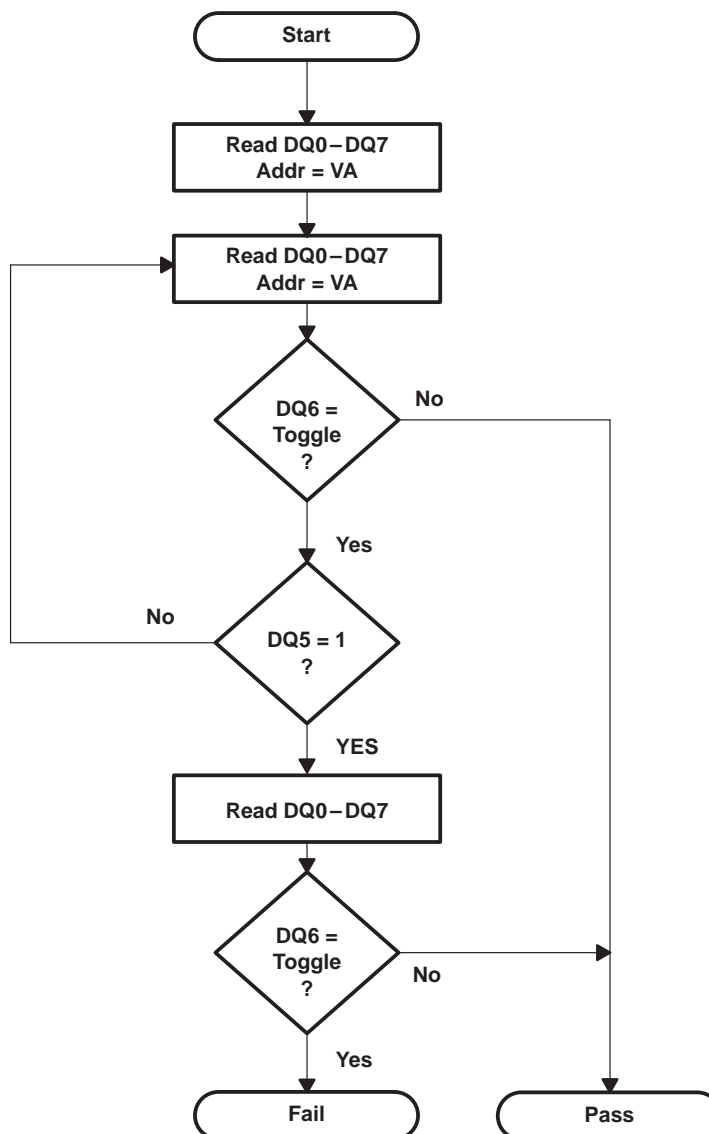 Start
Read DQ0–DQ7
Addr = VA
Read DQ0–DQ7
Addr = VA
DQ6 =
Toggle
?
No
Yes
DQ5 = 1
?
No
YES
Read DQ0–DQ7
DQ6 =
Toggle
?
No
Yes
Fail
Pass